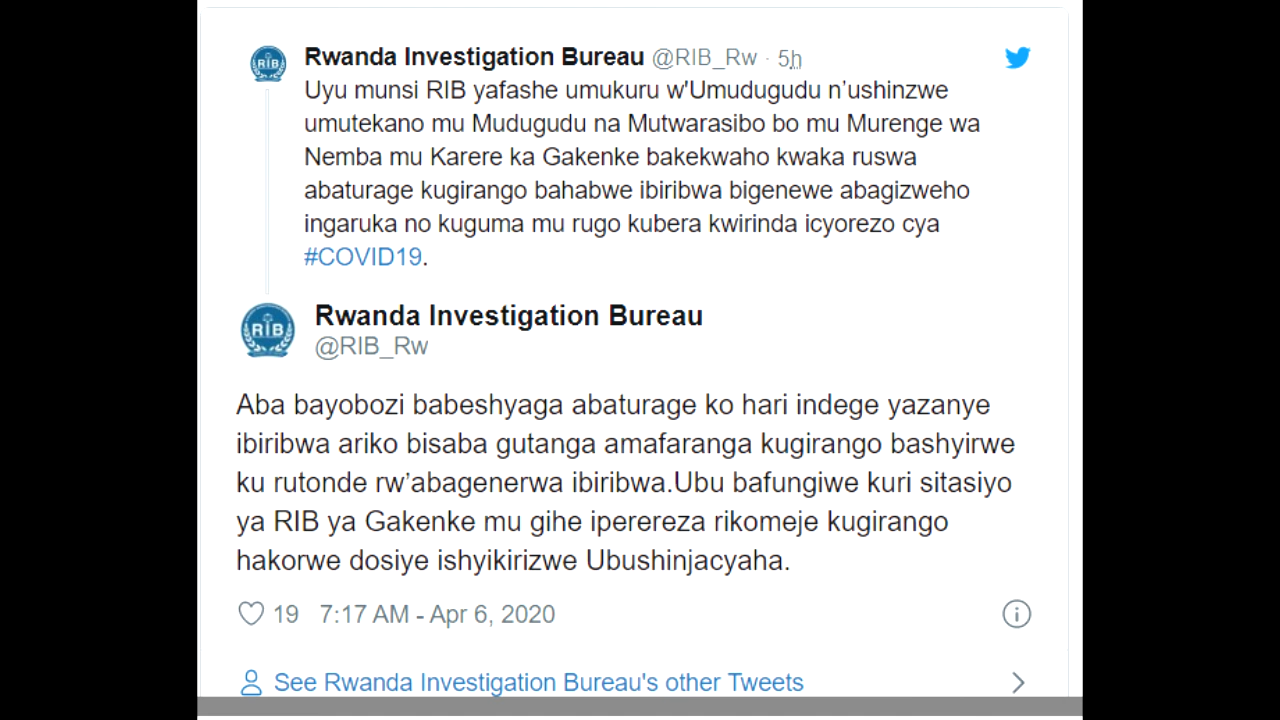 Rwanda Investigation Bureau @RIB_Rw · 5h
Uyu munsi RIB yafashe umukuru w'Umudugudu n’ushinzwe
umutekano mu Mudugudu na Mutwarasibo bo mu Murenge wa
Nemba mu Karere ka Gakenke bakekwaho kwaka ruswa
abaturage kugirango bahabwe ibiribwa bigenewe abagizweho
ingaruka no kuguma mu rugo kubera kwirinda icyorezo cya
#COVID19.
RIB
Rwanda Investigation Bureau
@RIB_Rw
RIB
Aba bayobozi babeshyaga abaturage ko hari indege yazanye
ibiribwa ariko bisaba gutanga amafaranga kugirango bashyirwe
ku rutonde rw’abagenerwa ibiribwa.Ubu bafungiwe kuri sitasiyo
ya RIB ya Gakenke mu gihe iperereza rikomeje kugirango
hakorwe dosiye ishyikirizwe Ubushinjacyaha.
19 7:17 AM - Apr 6, 2020
See Rwanda Investigation Bureau's other Tweets